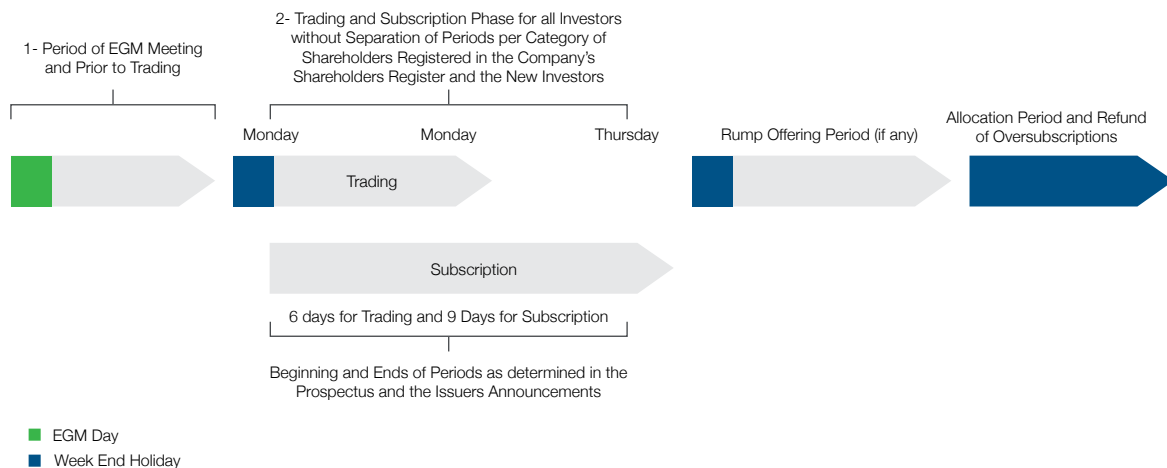 1- Period of EGM Meeting
and Prior to Trading
2- Trading and Subscription Phase for all Investors
without Separation of Periods per Category of
Shareholders Registered in the Company's
Shareholders Register and the New Investors
Monday
Monday
Thursday
Rump Offering Period (if any)
Allocation Period and Refund
of Oversubscriptions
Trading
Subscription
6 days for Trading and 9 Days for Subscription
Beginning and Ends of Periods as determined in the
Prospectus and the Issuers Announcements
EGM Day
Week End Holiday